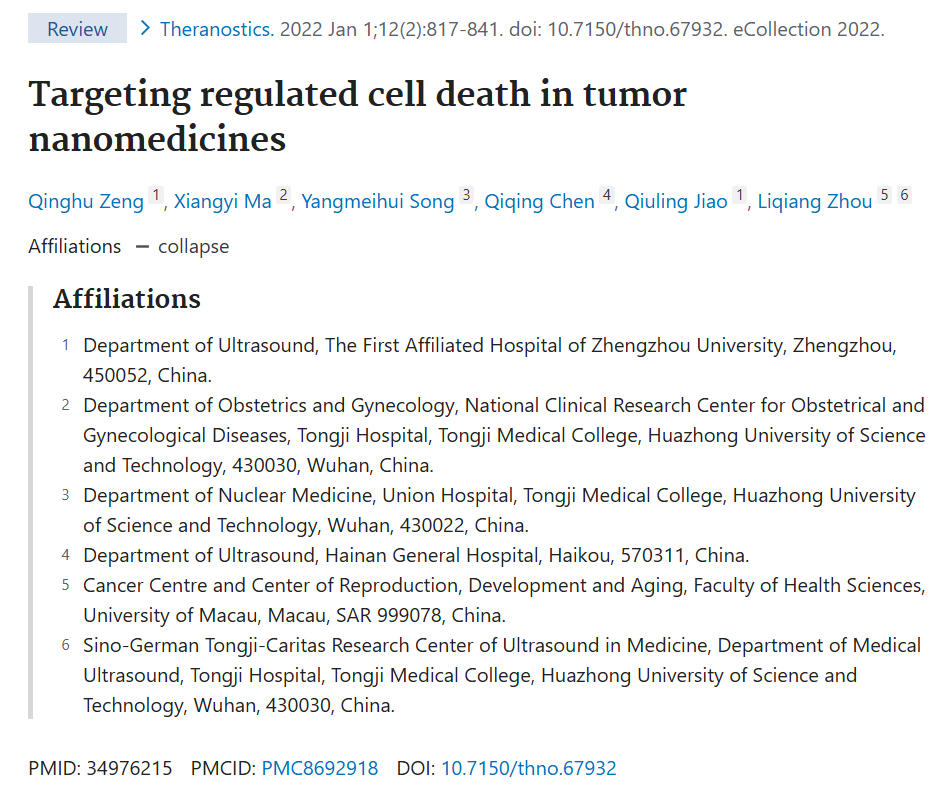 Review > Theranostics. 2022 Jan 1;12(2):817-841. doi: 10.7150/thno.67932. eCollection 2022.
Targeting regulated cell death in tumor
nanomedicines
Qinghu Zeng 1, Xiangyi Ma 2, Yangmeihui Song 3, Qiqing Chen 4, Qiuling Jiao 1, Liqiang Zhou 5 6
Affiliations — collapse
Affiliations
1 Department of Ultrasound, The First Affiliated Hospital of Zhengzhou University, Zhengzhou,
450052, China.
2 Department of Obstetrics and Gynecology, National Clinical Research Center for Obstetrical and
Gynecological Diseases, Tongji Hospital, Tongji Medical College, Huazhong University of Science
and Technology, 430030, Wuhan, China.
3 Department of Nuclear Medicine, Union Hospital, Tongji Medical College, Huazhong University
of Science and Technology, Wuhan, 430022, China.
4 Department of Ultrasound, Hainan General Hospital, Haikou, 570311, China.
5 Cancer Centre and Center of Reproduction, Development and Aging, Faculty of Health Sciences,
University of Macau, Macau, SAR 999078, China.
6 Sino-German Tongji-Caritas Research Center of Ultrasound in Medicine, Department of Medical
Ultrasound, Tongji Hospital, Tongji Medical College, Huazhong University of Science and
Technology, Wuhan, 430030, China.
PMID: 34976215 PMCID: PMC8692918 DOI: 10.7150/thno.67932